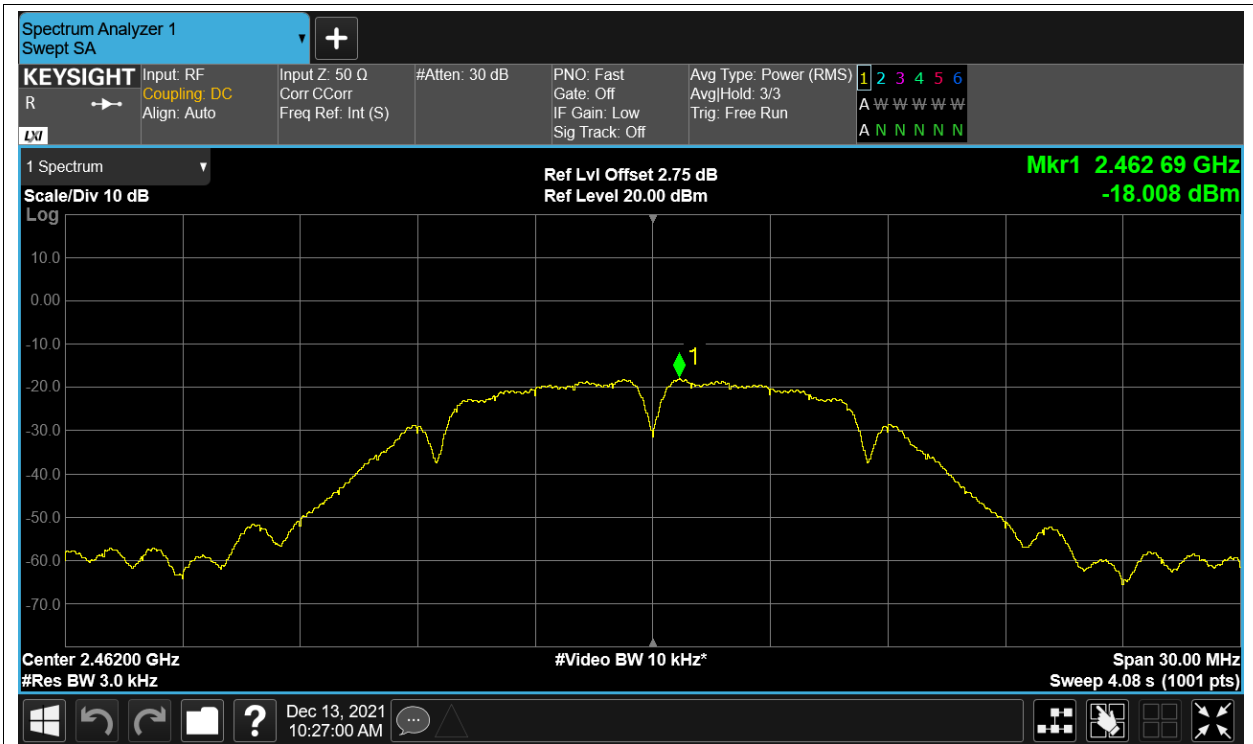 Spectrum Analyzer 1
Swept SA
KEYSIGHT
R
LXI
Input: RF
Coupling: DC
Align: Auto
Input Z: 50 Ω
Corr CCorr
Freq Ref: Int (S)
#Atten: 30 dB
PNO: Fast
Gate: Off
IF Gain: Low
Sig Track: Off
Avg Type: Power (RMS)
Avg|Hold: 3/3
Trig: Free Run
1 2 3 4 5 6
A W W W W W
A N N N N N
1 Spectrum
Scale/Div 10 dB
Ref Lvl Offset 2.75 dB
Ref Level 20.00 dBm
Mkr1 2.462 69 GHz
-18.008 dBm
Log
10.0
0.00
-10.0
1
-20.0
-30.0
-40.0
-50.0
-60.0
-70.0
Center 2.46200 GHz
#Res BW 3.0 kHz
#Video BW 10 kHz*
Span 30.00 MHz
Sweep 4.08 s (1001 pts)
?
Dec 13, 2021
10:27:00 AM